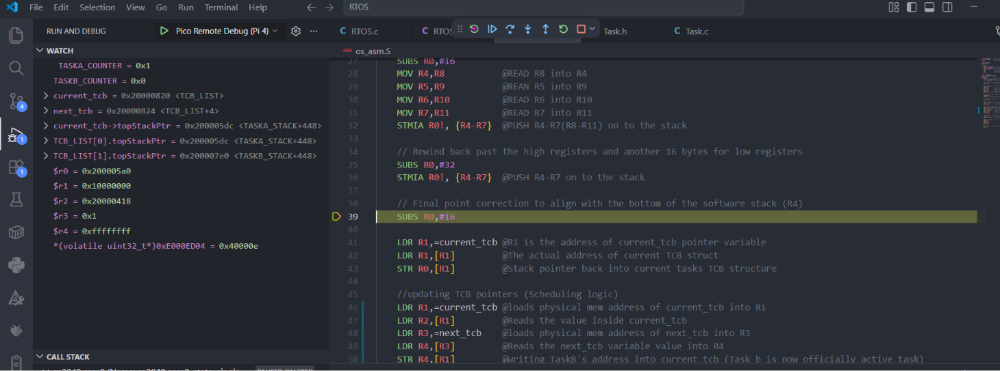 File Edit Selection View Go Run Terminal Help
RTOS
RUN AND DEBUG
Pico Remote Debug (Pi 4)
RTOS.c
RTOS
Task.h
Task.c
WATCH
TASKA_COUNTER = 0x1
TASKB_COUNTER = 0x0
current_tcb = 0x20000820 <TCB_LIST>
next_tcb = 0x20000824 <TCB_LIST+4>
current_tcb->topStackPtr = 0x200005dc <TASKA_STACK+448>
TCB_LIST[0].topStackPtr = 0x200005dc <TASKA_STACK+448>
TCB_LIST[1].topStackPtr = 0x200007e0 <TASKB_STACK+448>
$r0 = 0x200005a0
$r1 = 0x10000000
$r2 = 0x20000418
$r3 = 0x1
$r4 = 0xffffffff
*(volatile uint32_t*)0xE000ED04 = 0x40000e
4
1
1
CALL STACK
PAUSED ON STEP
ASM os_asm.S
27 SUBS R0,#16
28 MOV R4,R8 @READ R8 into R4
29 MOV R5,R9 @REAN R5 into R9
30 MOV R6,R10 @READ R6 into R10
31 MOV R7,R11 @READ R7 into R11
32 STMIA R0!, {R4-R7} @PUSH R4-R7(R8-R11) on to the stack
33
34 // Rewind back past the high registers and another 16 bytes for low registers
35 SUBS R0,#32
36 STMIA R0!, {R4-R7} @PUSH R4-R7 on to the stack
37
38 // Final point correction to align with the bottom of the software stack (R4)
39 SUBS R0,#16
40
41 LDR R1,=current_tcb @R1 is the address of current_tcb pointer variable
42 LDR R1,[R1] @The actual address of current TCB struct
43 STR R0,[R1] @Stack pointer back into current tasks TCB structure
44
45 //updating TCB pointers (Scheduling logic)
46 LDR R1,=current_tcb @loads physical mem address of current_tcb into R1
47 LDR R2,[R1] @Reads the value inside current_tcb
48 LDR R3,=next_tcb @loads physical mem address of next_tcb into R3
49 LDR R4,[R3] @Reads the next_tcb variable value into R4
50 STR R4,[R1] @Writing TaskB's address into current tcb (Task b is now officially active task)